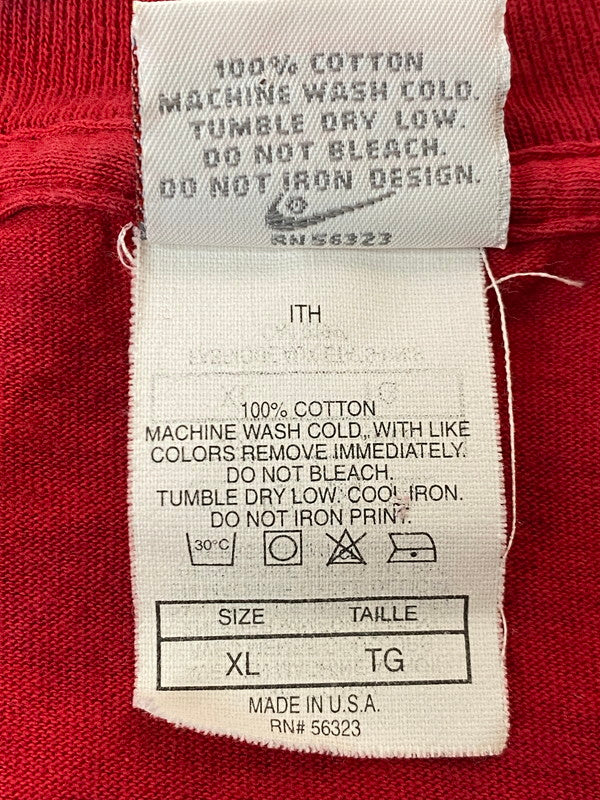 100% COTTON
MACHINE WASH COLD.
TUMBLE DRY LOW.
DO NOT BLEACH.
DO NOT IRON DESIGN.
RN56323
ITH
100% COTTON
MACHINE WASH COLD, WITH LIKE
COLORS REMOVE IMMEDIATELY.
DO NOT BLEACH.
TUMBLE DRY LOW. COOL IRON.
DO NOT IRON PRINT.
30°C CL
SIZE TAILLE
XL TG
MADE IN U.S.A.
RN# 56323